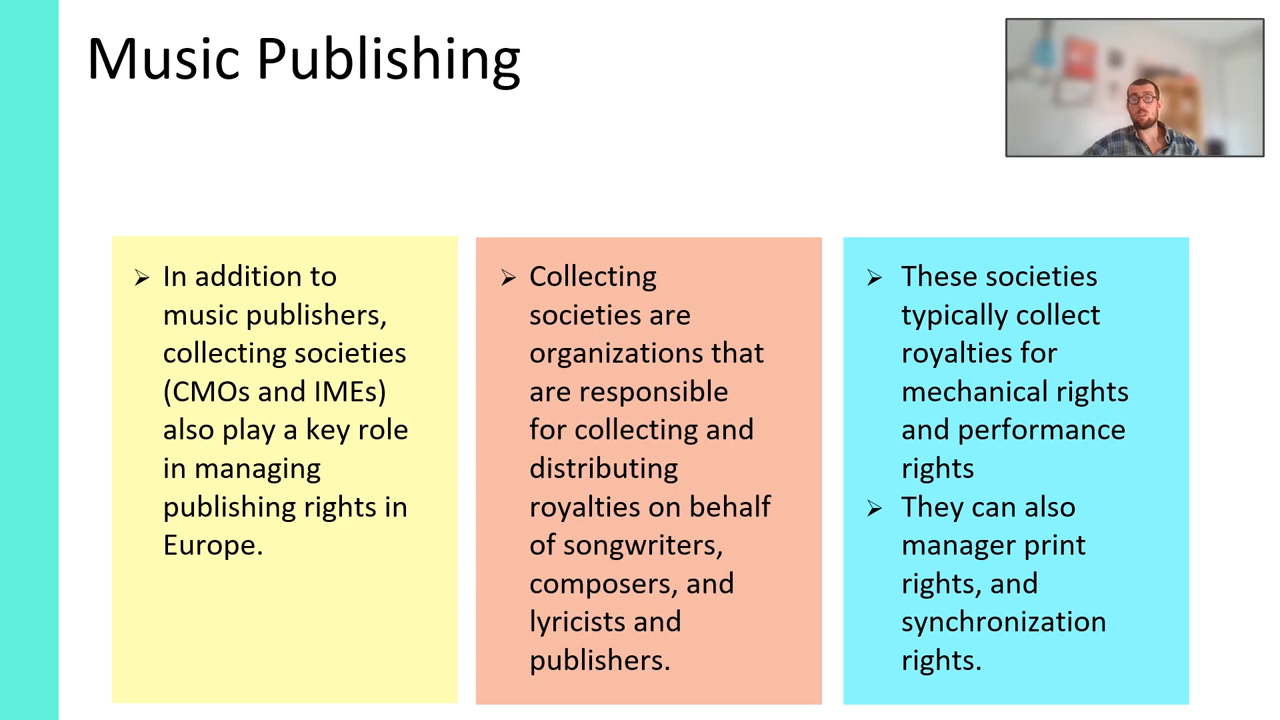 Music Publishing
➢ In addition to
music publishers,
collecting societies
(CMOs and IMEs)
also play a key role
in managing
publishing rights in
Europe.
➢ Collecting
societies are
organizations that
are responsible
for collecting and
distributing
royalties on behalf
of songwriters,
composers, and
lyricists and
publishers.
➢ These societies
typically collect
royalties for
mechanical rights
and performance
rights
➢ They can also
manager print
rights, and
synchronization
rights.